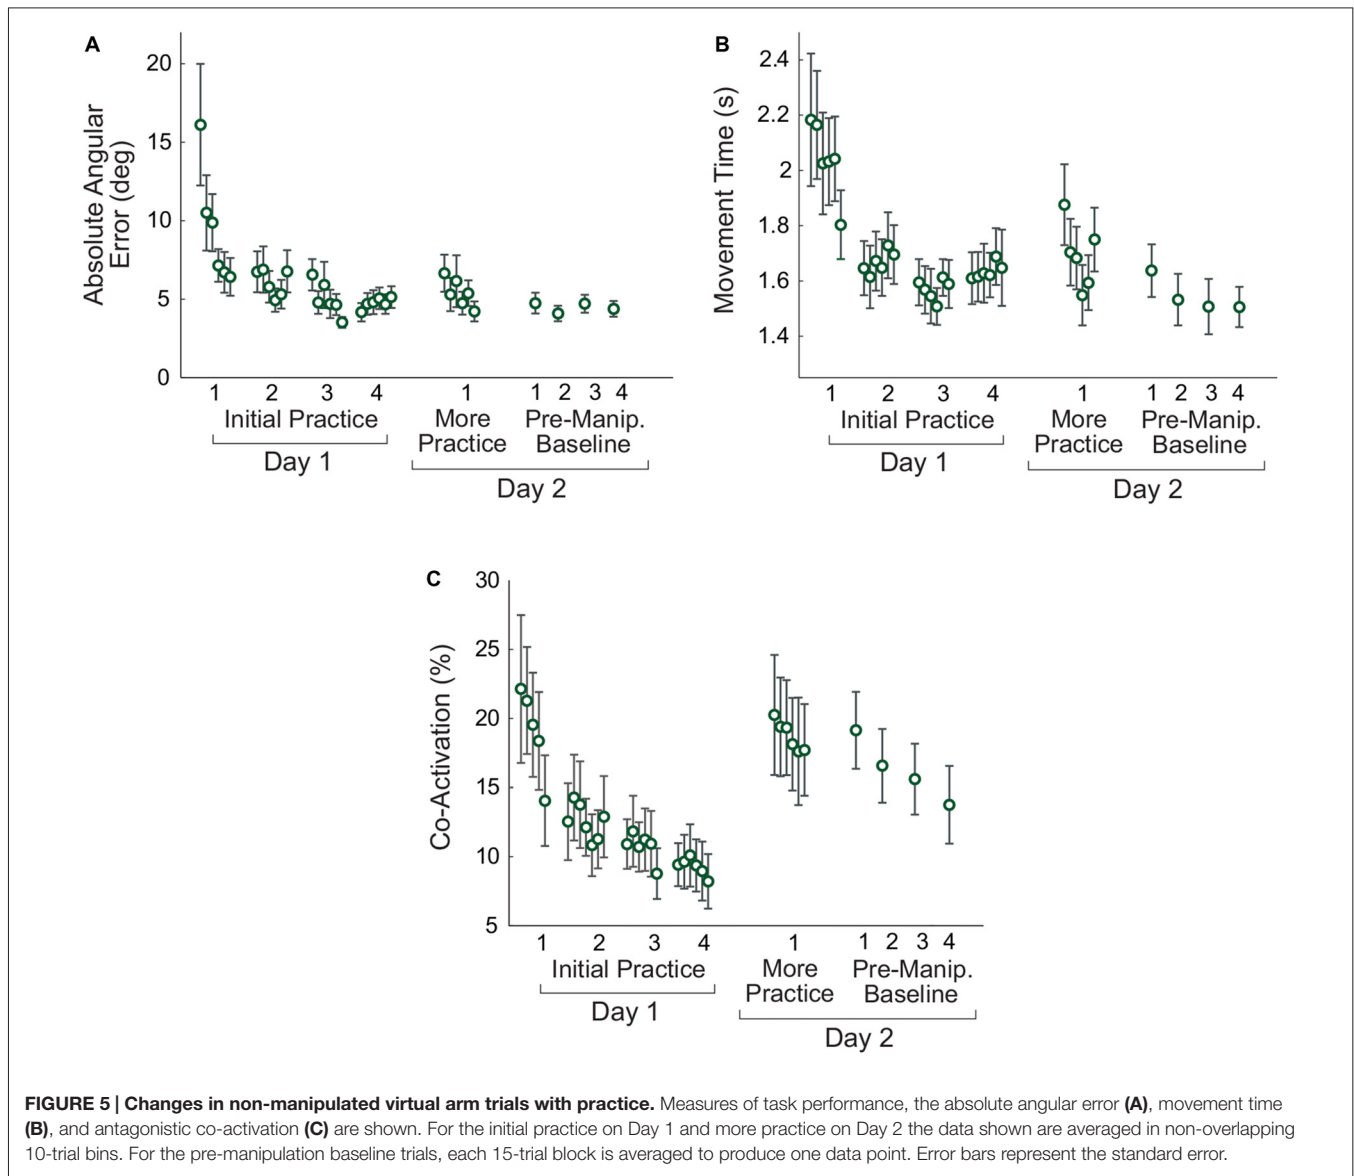 A
Absolute Angular
Error (deg)
20
15
10
5
0
1 2 3 4 1 1 2 3 4
Initial Practice More Practice Pre-Manip. Baseline
Day 1
Day 2
B
Movement Time (s)
2.4
2.2
2
1.8
1.6
1.4
1 2 3 4 1 1 2 3 4
Initial Practice More Practice Pre-Manip. Baseline
Day 1
Day 2
C
Co-Activation (%)
30
25
20
15
10
5
1 2 3 4 1 1 2 3 4
Initial Practice More Practice Pre-Manip. Baseline
Day 1
Day 2
FIGURE 5 | Changes in non-manipulated virtual arm trials with practice. Measures of task performance, the absolute angular error (A), movement time
(B), and antagonistic co-activation (C) are shown. For the initial practice on Day 1 and more practice on Day 2 the data shown are averaged in non-overlapping
10-trial bins. For the pre-manipulation baseline trials, each 15-trial block is averaged to produce one data point. Error bars represent the standard error.